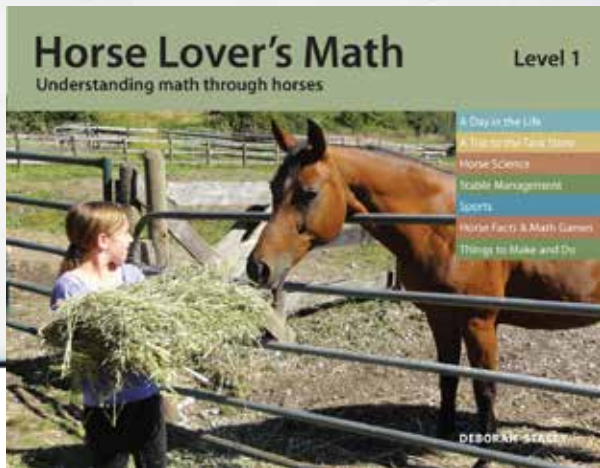 Horse Lover's Math
Level 1
Understanding math through horses
A Day in the Life
A Trip to the Tack Store
Horse Science
Stable Management
Sports
Horse Facts & Math Games
Things to Make and Do
DEBORAH STACEY